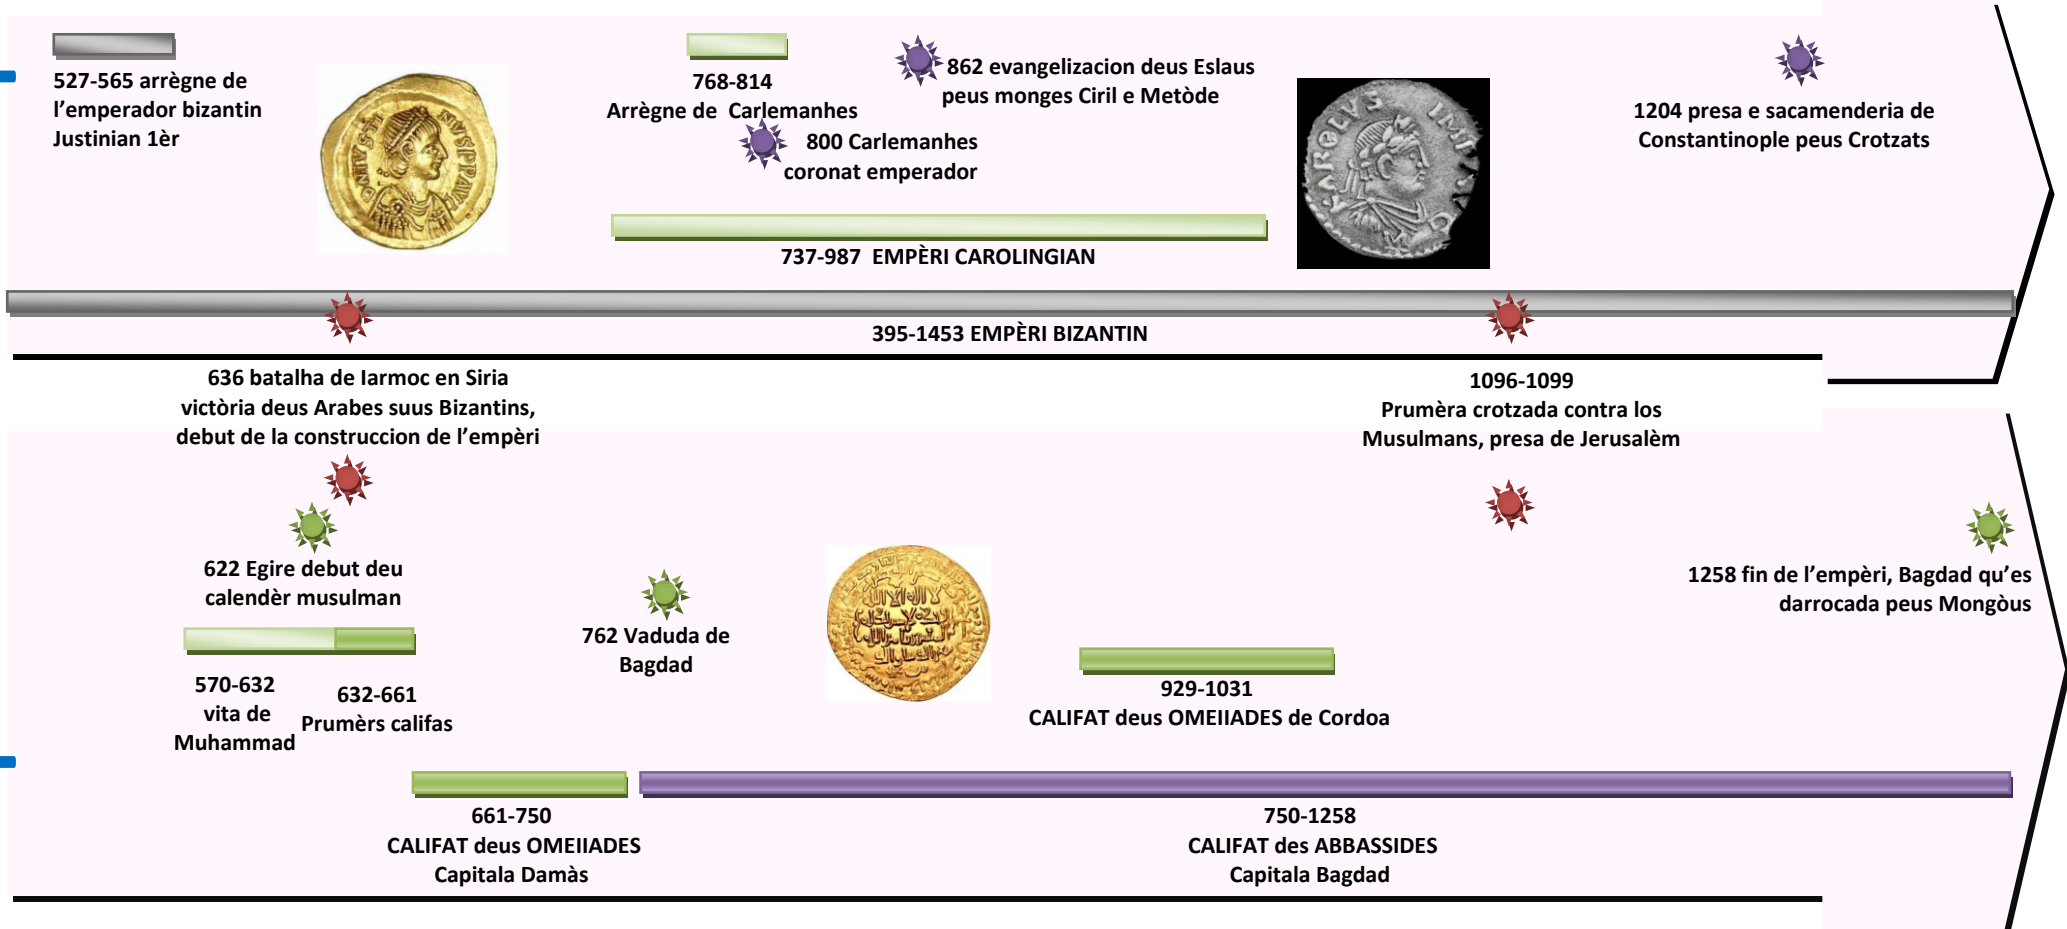 527-565 arrègne de
l’emperador bizantin
Justinian 1èr
768-814
Arrègne de Carlemanhes
800 Carlemanhes
coronat emperador
862 evangelizacion deus Eslaus
peus monges Ciril e Metòde
1204 presa e sacamenderia de
Constantinople peus Crotzats
737-987 EMPÈRI CAROLINGIAN
395-1453 EMPÈRI BIZANTIN
636 batalha de Iarmoc en Siria
victòria deus Arabes suus Bizantins,
debut de la construccion de l’empèri
1096-1099
Prumèra crotzada contra los
Musulmans, presa de Jerusalèm
622 Egire debut deu
calendèr musulman
762 Vaduda de
Bagdad
1258 fin de l’empèri, Bagdad qu’es
darrocada peus Mongòus
570-632
vita de
Muhammad
632-661
Prumèrs califas
929-1031
CALIFAT deus OMEIIADES de Cordoa
661-750
CALIFAT deus OMEIIADES
Capitala Damàs
750-1258
CALIFAT des ABBASSIDES
Capitala Bagdad